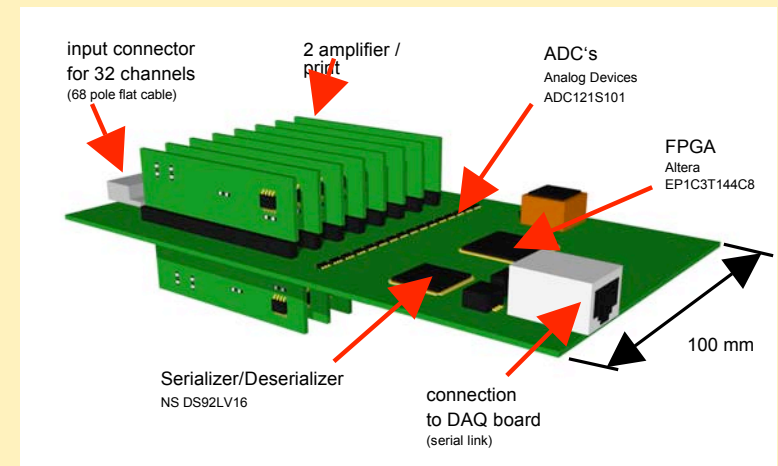 input connector
for 32 channels
(68 pole flat cable)
2 amplifier /
print
ADC‘s
Analog Devices
ADC121S101
FPGA
Altera
EP1C3T144C8
100 mm
Serializer/Deserializer
NS DS92LV16
connection
to DAQ board
(serial link)